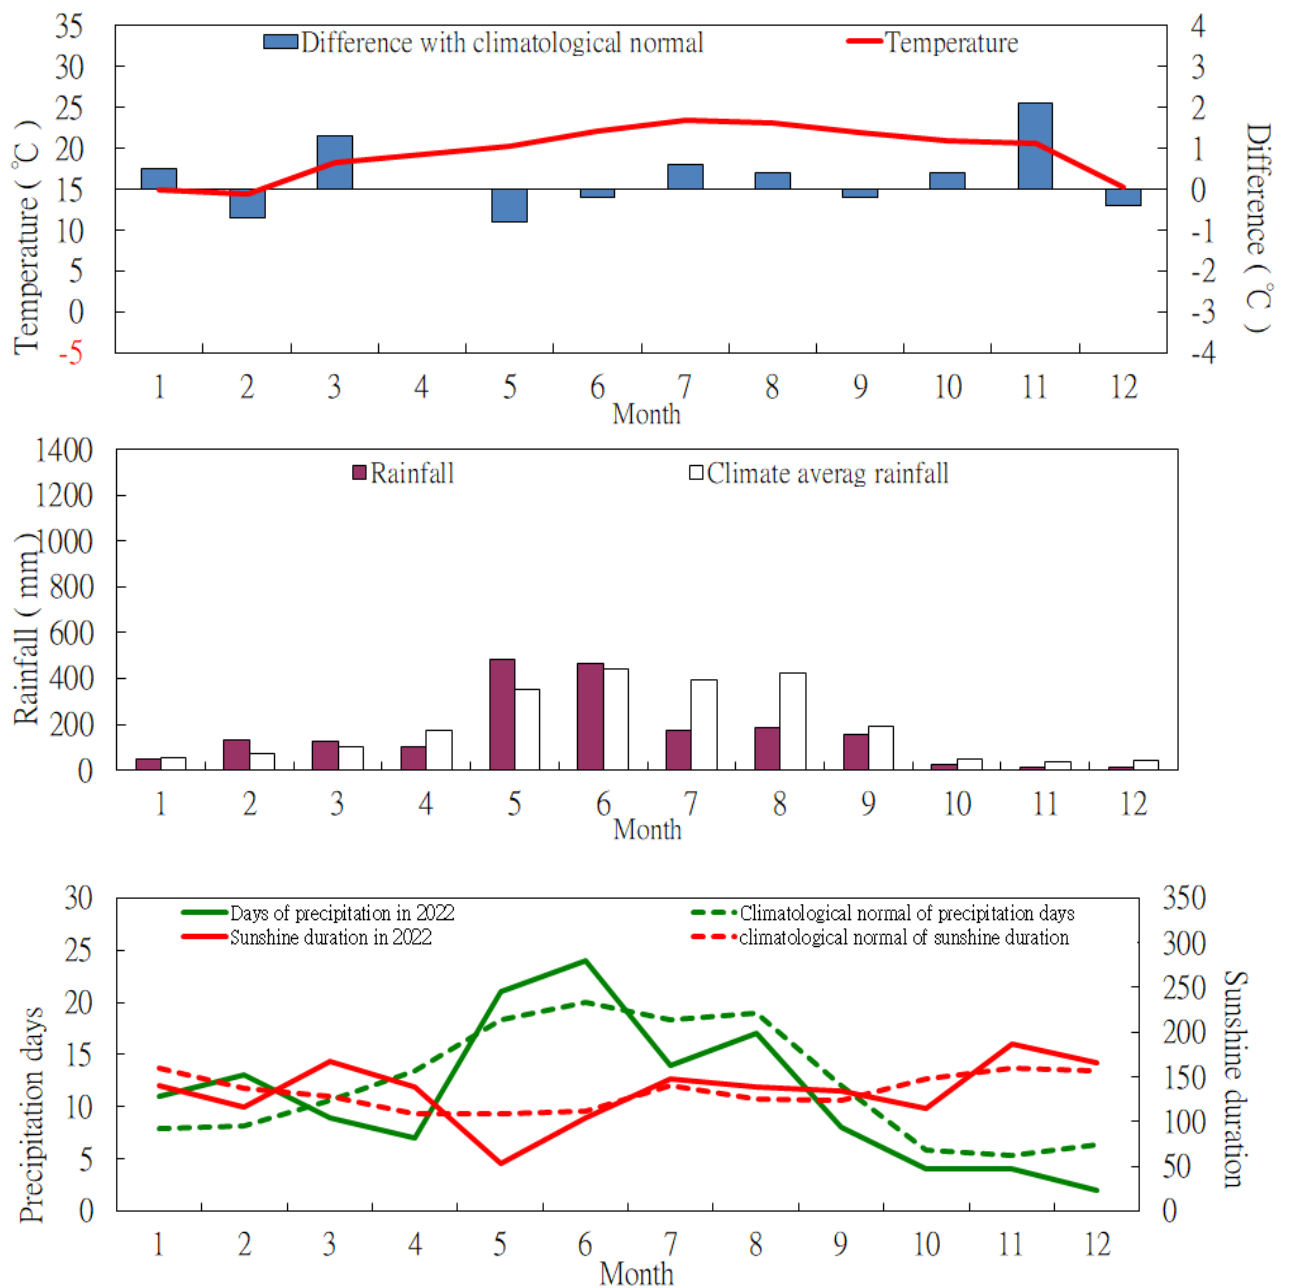 35
30
25
20
15
10
5
0
-5
Temperature ( ℃ )
Difference with climatological normal
Temperature
4
3
2
1
0
-1
-2
-3
-4
Difference ( ℃ )
1 2 3 4 5 6 7 8 9 10 11 12
Month
1400
1200
1000
800
600
400
200
0
Rainfall ( mm )
Rainfall
Climate averag rainfall
1 2 3 4 5 6 7 8 9 10 11 12
Month
30
25
20
15
10
5
0
Precipitation days
Days of precipitation in 2022
Climatological normal of precipitation days
Sunshine duration in 2022
climatological normal of sunshine duration
350
300
250
200
150
100
50
0
Sunshine duration
1 2 3 4 5 6 7 8 9 10 11 12
Month